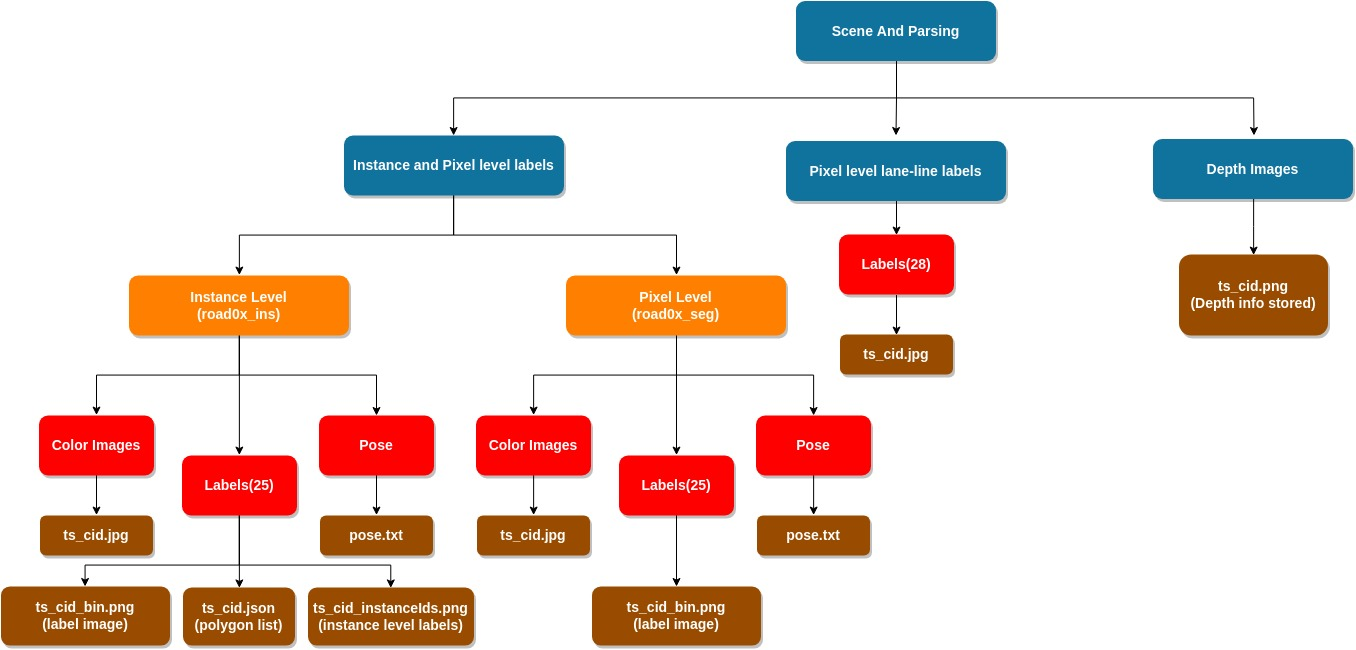 Scene And Parsing
Instance and Pixel level labels
Pixel level lane-line labels
Depth Images
Labels(28)
ts_cid.png
(Depth info stored)
Instance Level
(road0x_ins)
Pixel Level
(road0x_seg)
ts_cid.jpg
Color Images
Labels(25)
Pose
Color Images
Labels(25)
Pose
ts_cid.jpg
pose.txt
ts_cid.jpg
pose.txt
ts_cid_bin.png
(label image)
ts_cid.json
(polygon list)
ts_cid_instanceIds.png
(instance level labels)
ts_cid_bin.png
(label image)